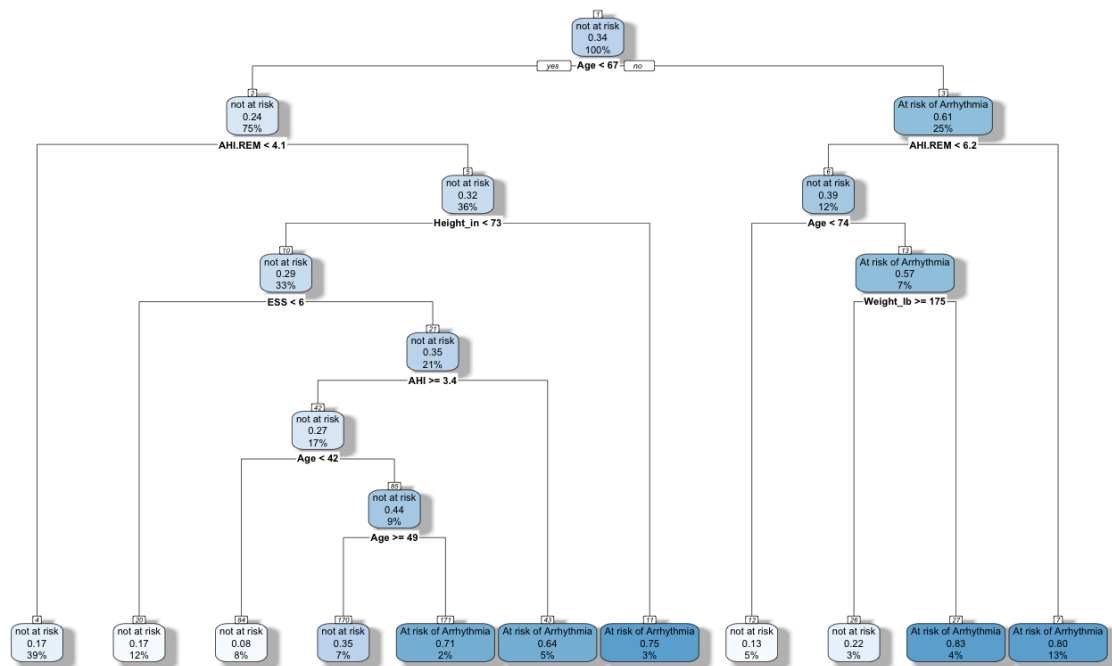 1
not at risk
0.34
100%
yes Age < 67 no
2
not at risk
0.24
75%
AHI.REM < 4.1
3
At risk of Arrhythmia
0.61
25%
AHI.REM < 6.2
5
not at risk
0.32
36%
Height_in < 73
6
not at risk
0.39
12%
Age < 74
10
not at risk
0.29
33%
ESS < 6
13
At risk of Arrhythmia
0.57
7%
Weight_lb >= 175
21
not at risk
0.35
21%
AHI >= 3.4
42
not at risk
0.27
17%
Age < 42
85
not at risk
0.44
9%
Age >= 49
4
not at risk
0.17
39%
20
not at risk
0.17
12%
84
not at risk
0.08
8%
170
not at risk
0.35
7%
171
At risk of Arrhythmia
0.71
2%
43
At risk of Arrhythmia
0.64
5%
11
At risk of Arrhythmia
0.75
3%
12
not at risk
0.13
5%
26
not at risk
0.22
3%
27
At risk of Arrhythmia
0.83
4%
7
At risk of Arrhythmia
0.80
13%